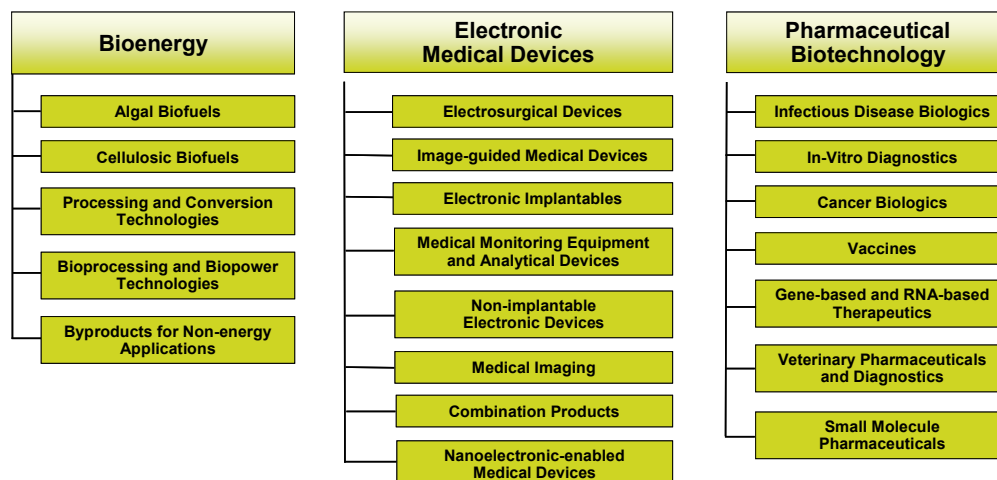 Bioenergy
Algal Biofuels
Cellulosic Biofuels
Processing and Conversion
Technologies
Bioprocessing and Biopower
Technologies
Byproducts for Non-energy
Applications
Electronic
Medical Devices
Electrosurgical Devices
Image-guided Medical Devices
Electronic Implantables
Medical Monitoring Equipment
and Analytical Devices
Non-implantable
Electronic Devices
Medical Imaging
Combination Products
Nanoelectronic-enabled
Medical Devices
Pharmaceutical
Biotechnology
Infectious Disease Biologics
In-Vitro Diagnostics
Cancer Biologics
Vaccines
Gene-based and RNA-based
Therapeutics
Veterinary Pharmaceuticals
and Diagnostics
Small Molecule
Pharmaceuticals